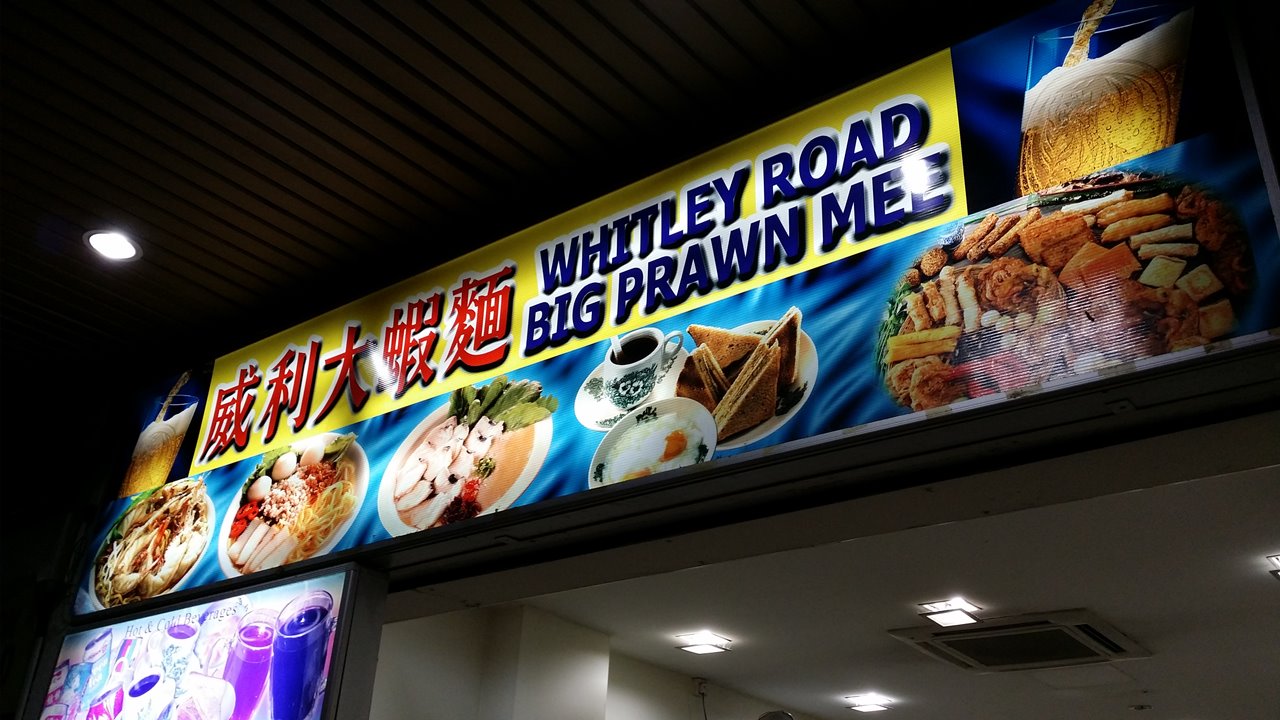 威利大蝦麵
WHITLEY ROAD
BIG PRAWN MEE
Hot & Cold Beverages